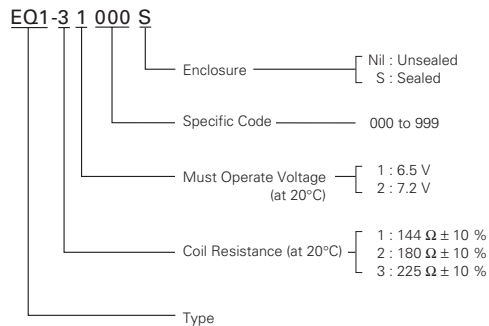 EQ1-3 1 000 S
Enclosure
Nil : Unsealed
S : Sealed
Specific Code
000 to 999
Must Operate Voltage
(at 20°C)
1 : 6.5 V
2 : 7.2 V
Coil Resistance (at 20°C)
1 : 144 Ω ± 10 %
2 : 180 Ω ± 10 %
3 : 225 Ω ± 10 %
Type